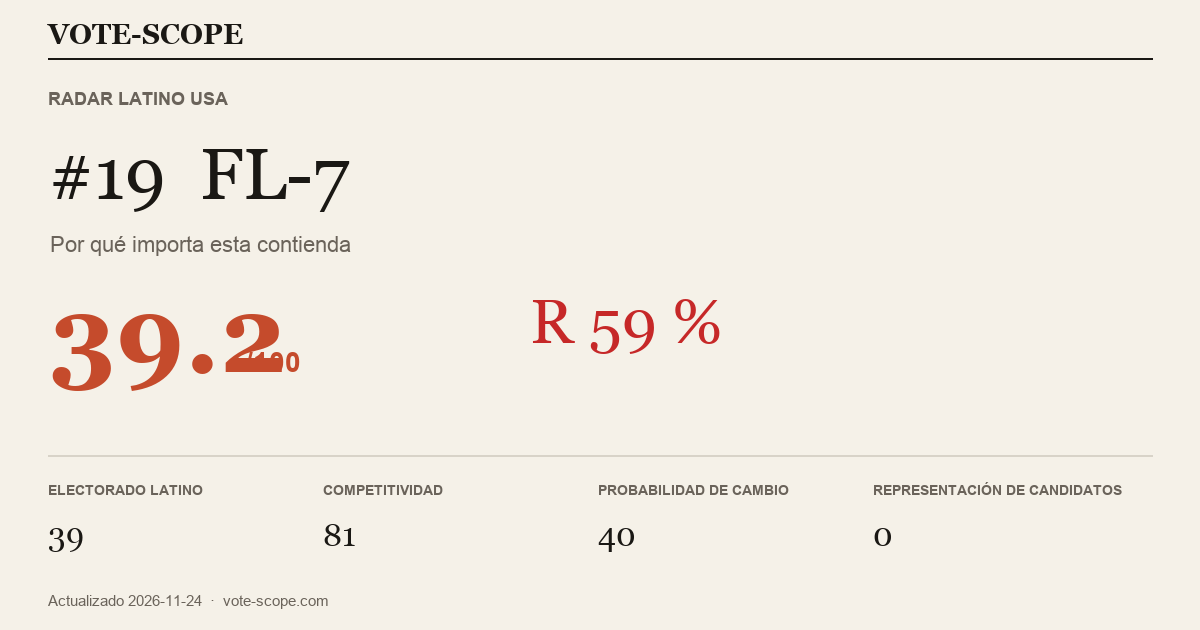 VOTE-SCOPE
RADAR LATINO USA
#19 FL-7
Por qué importa esta contienda
39.2 /100
R 59 %
ELECTORADO LATINO COMPETITIVIDAD PROBABILIDAD DE CAMBIO REPRESENTACIÓN DE CANDIDATOS
39 81 40 0
Actualizado 2026-11-24 · vote-scope.com